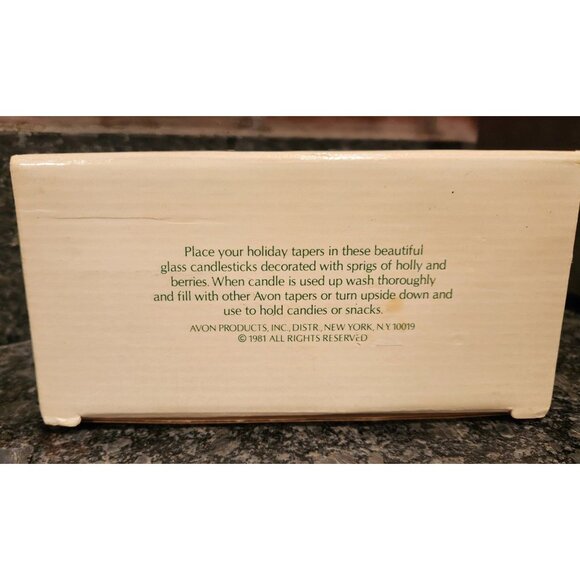 Place your holiday tapers in these beautiful
glass candlesticks decorated with sprigs of holly and
berries. When candle is used up wash thoroughly
and fill with other Avon tapers or turn upside down and
use to hold candies or snacks.
AVON PRODUCTS, INC., DISTR., NEW YORK, N.Y. 10019
© 1981 ALL RIGHTS RESERVED